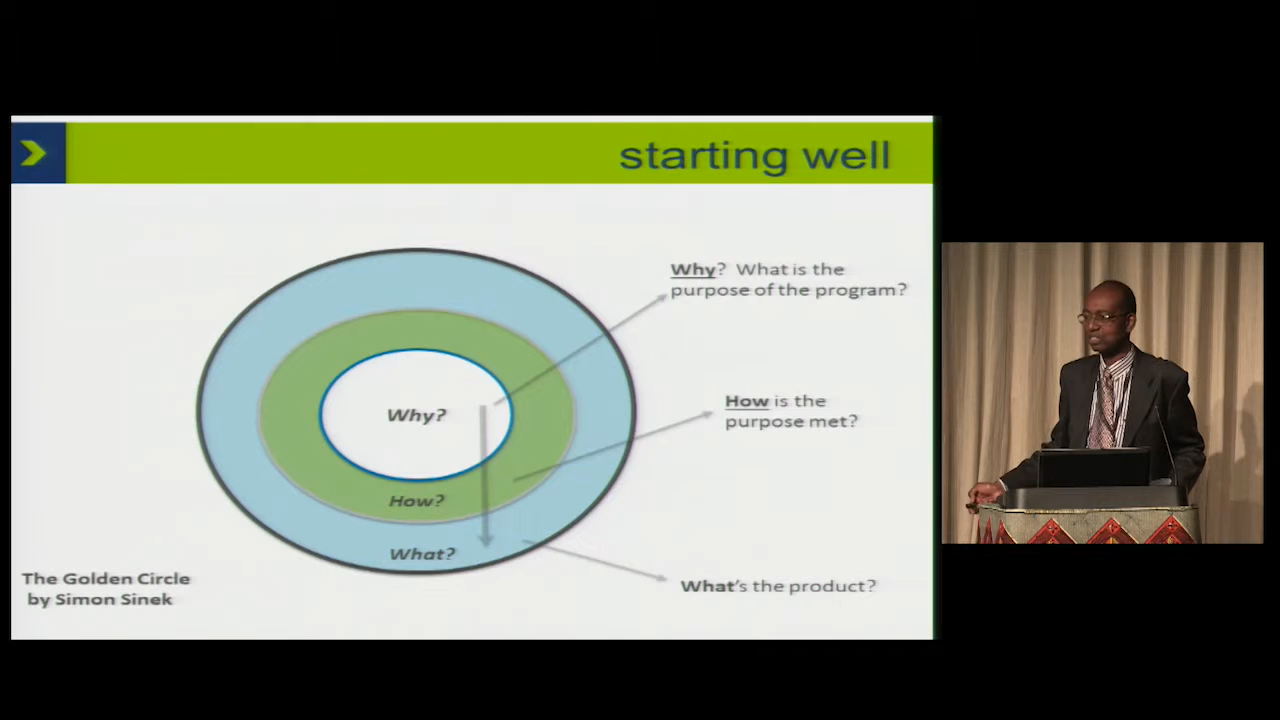 starting well
Why? What is the
purpose of the program?
Why?
How is the
purpose met?
How?
What?
The Golden Circle
by Simon Sinek
What's the product?